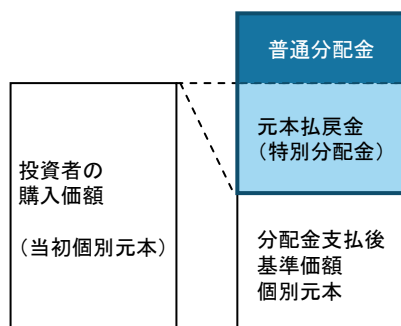 普通分配金
元本払戻金
（特別分配金）
投資者の
購入価額
（当初個別元本）
分配金支払後
基準価額
個別元本